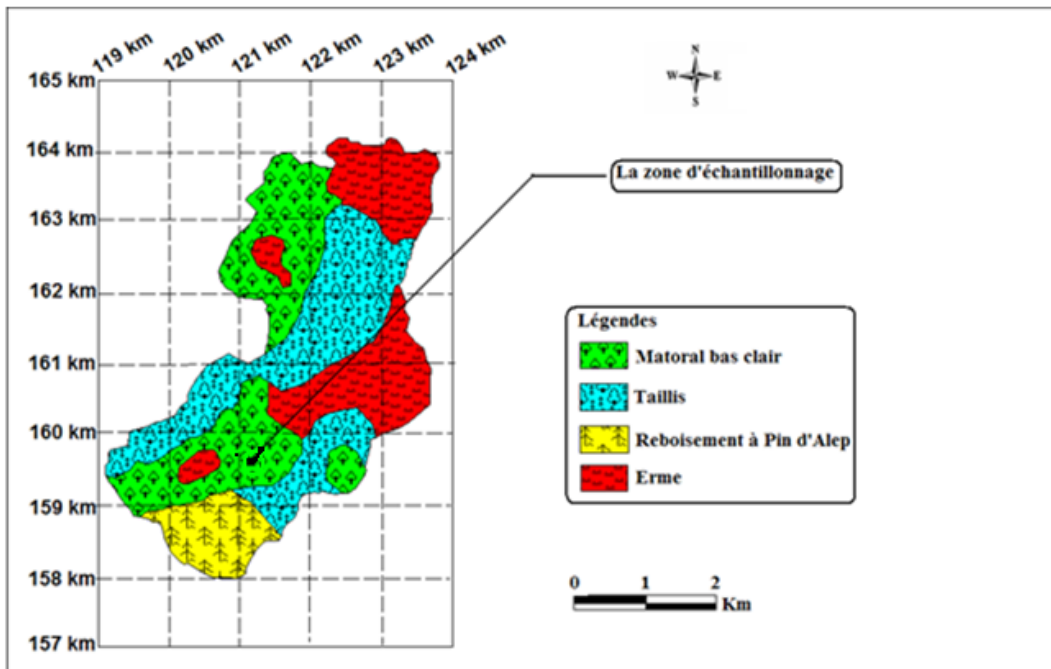 119 km 120 km 121 km 122 km 123 km 124 km
165 km
164 km
163 km
162 km
161 km
160 km
159 km
158 km
157 km
N
W E
S
La zone d'échantillonnage
Légendes
Matoral bas clair
Taillis
Reboisement à Pin d'Alep
Erme
0 1 2
Km